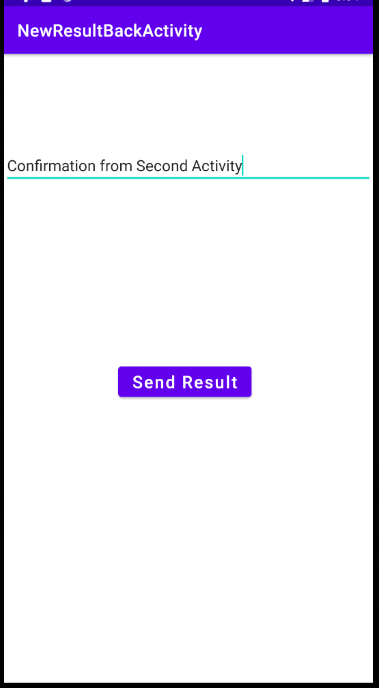 NewResultBackActivity
Confirmation from Second Activity
Send Result